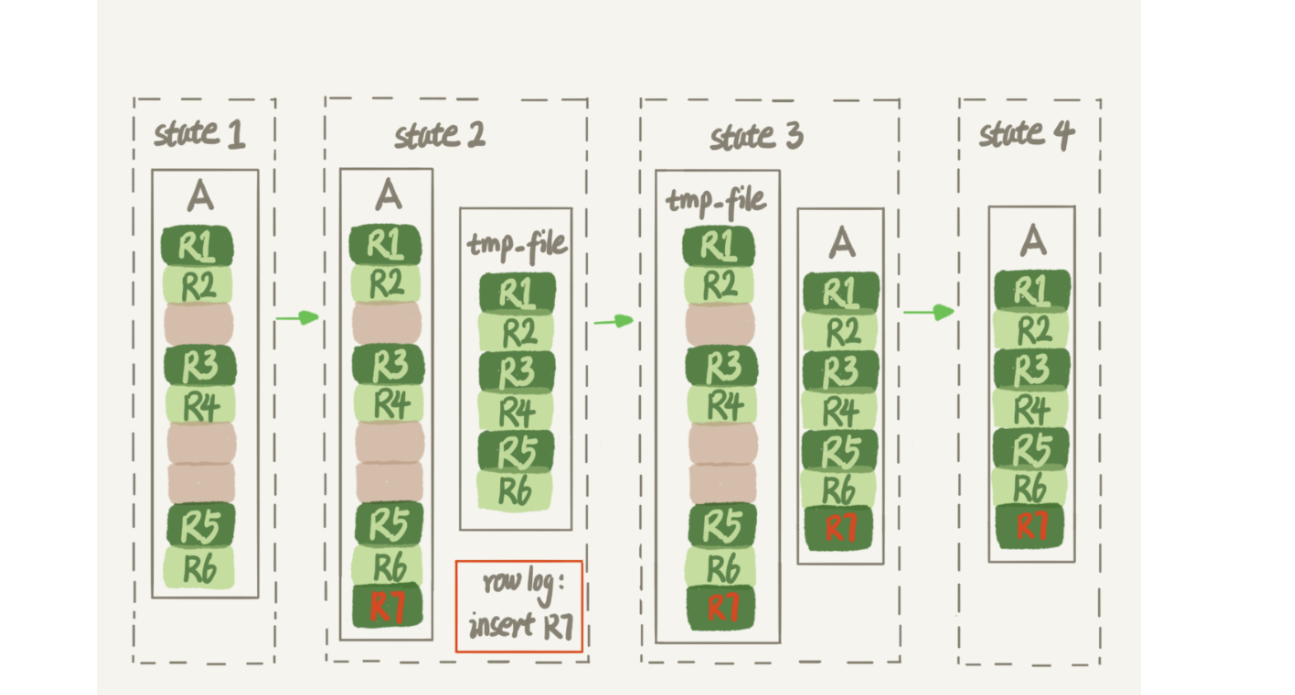 state 1
A
R1
R2
R3
R4
R5
R6
state 2
A
R1
R2
R3
R4
R5
R6
R7
tmp-file
R1
R2
R3
R4
R5
R6
row log:
insert R7
state 3
tmp-file
R1
R2
R3
R4
R5
R6
R7
A
R1
R2
R3
R4
R5
R6
R7
state 4
A
R1
R2
R3
R4
R5
R6
R7